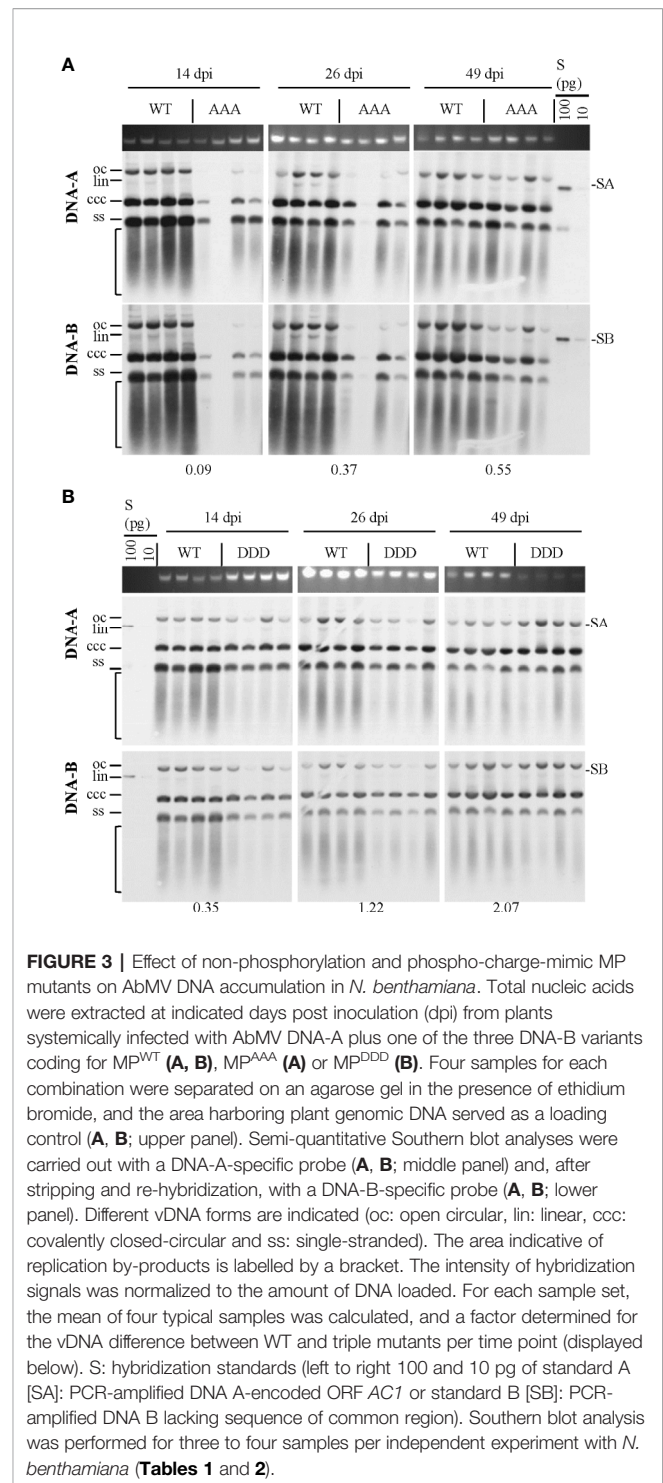 A
14 dpi 26 dpi 49 dpi S (pg)
WT AAA WT AAA WT AAA 100 10
DNA-A
oc
lin
ccc
ss
-SA
DNA-B
oc
lin
ccc
ss
-SB
0.09 0.37 0.55
B
S (pg) 14 dpi 26 dpi 49 dpi
100 10 WT DDD WT DDD WT DDD
DNA-A
oc
lin
ccc
ss
-SA
DNA-B
oc
lin
ccc
ss
-SB
0.35 1.22 2.07
FIGURE 3 | Effect of non-phosphorylation and phospho-charge-mimic MP
mutants on AbMV DNA accumulation in N. benthamiana. Total nucleic acids
were extracted at indicated days post inoculation (dpi) from plants
systemically infected with AbMV DNA-A plus one of the three DNA-B variants
coding for MPWT (A, B), MPAAA (A) or MPDDD (B). Four samples for each
combination were separated on an agarose gel in the presence of ethidium
bromide, and the area harboring plant genomic DNA served as a loading
control (A, B; upper panel). Semi-quantitative Southern blot analyses were
carried out with a DNA-A-specific probe (A, B; middle panel) and, after
stripping and re-hybridization, with a DNA-B-specific probe (A, B; lower
panel). Different vDNA forms are indicated (oc: open circular, lin: linear, ccc:
covalently closed-circular and ss: single-stranded). The area indicative of
replication by-products is labelled by a bracket. The intensity of hybridization
signals was normalized to the amount of DNA loaded. For each sample set,
the mean of four typical samples was calculated, and a factor determined for
the vDNA difference between WT and triple mutants per time point (displayed
below). S: hybridization standards (left to right 100 and 10 pg of standard A
[SA]: PCR-amplified DNA A-encoded ORF AC1 or standard B [SB]: PCR-
amplified DNA B lacking sequence of common region). Southern blot analysis
was performed for three to four samples per independent experiment with N.
benthamiana (Tables 1 and 2).